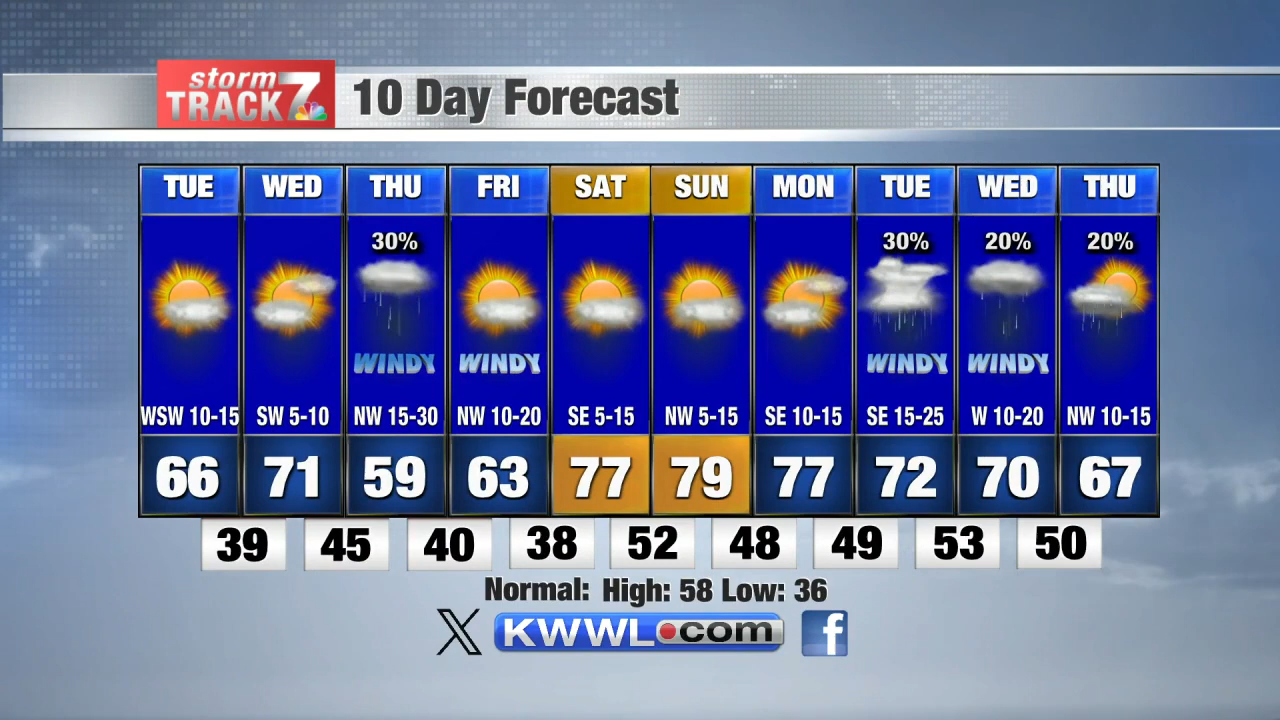 storm
TRACK 7
10 Day Forecast
TUE WED THU FRI SAT SUN MON TUE WED THU
30% 30% 20% 20%
WINDY WINDY WINDY WINDY
WSW 10-15 SW 5-10 NW 15-30 NW 10-20 SE 5-15 NW 5-15 SE 10-15 SE 15-25 W 10-20 NW 10-15
66 71 59 63 77 79 77 72 70 67
39 45 40 38 52 48 49 53 50
Normal: High: 58 Low: 36
X KWWL.com f